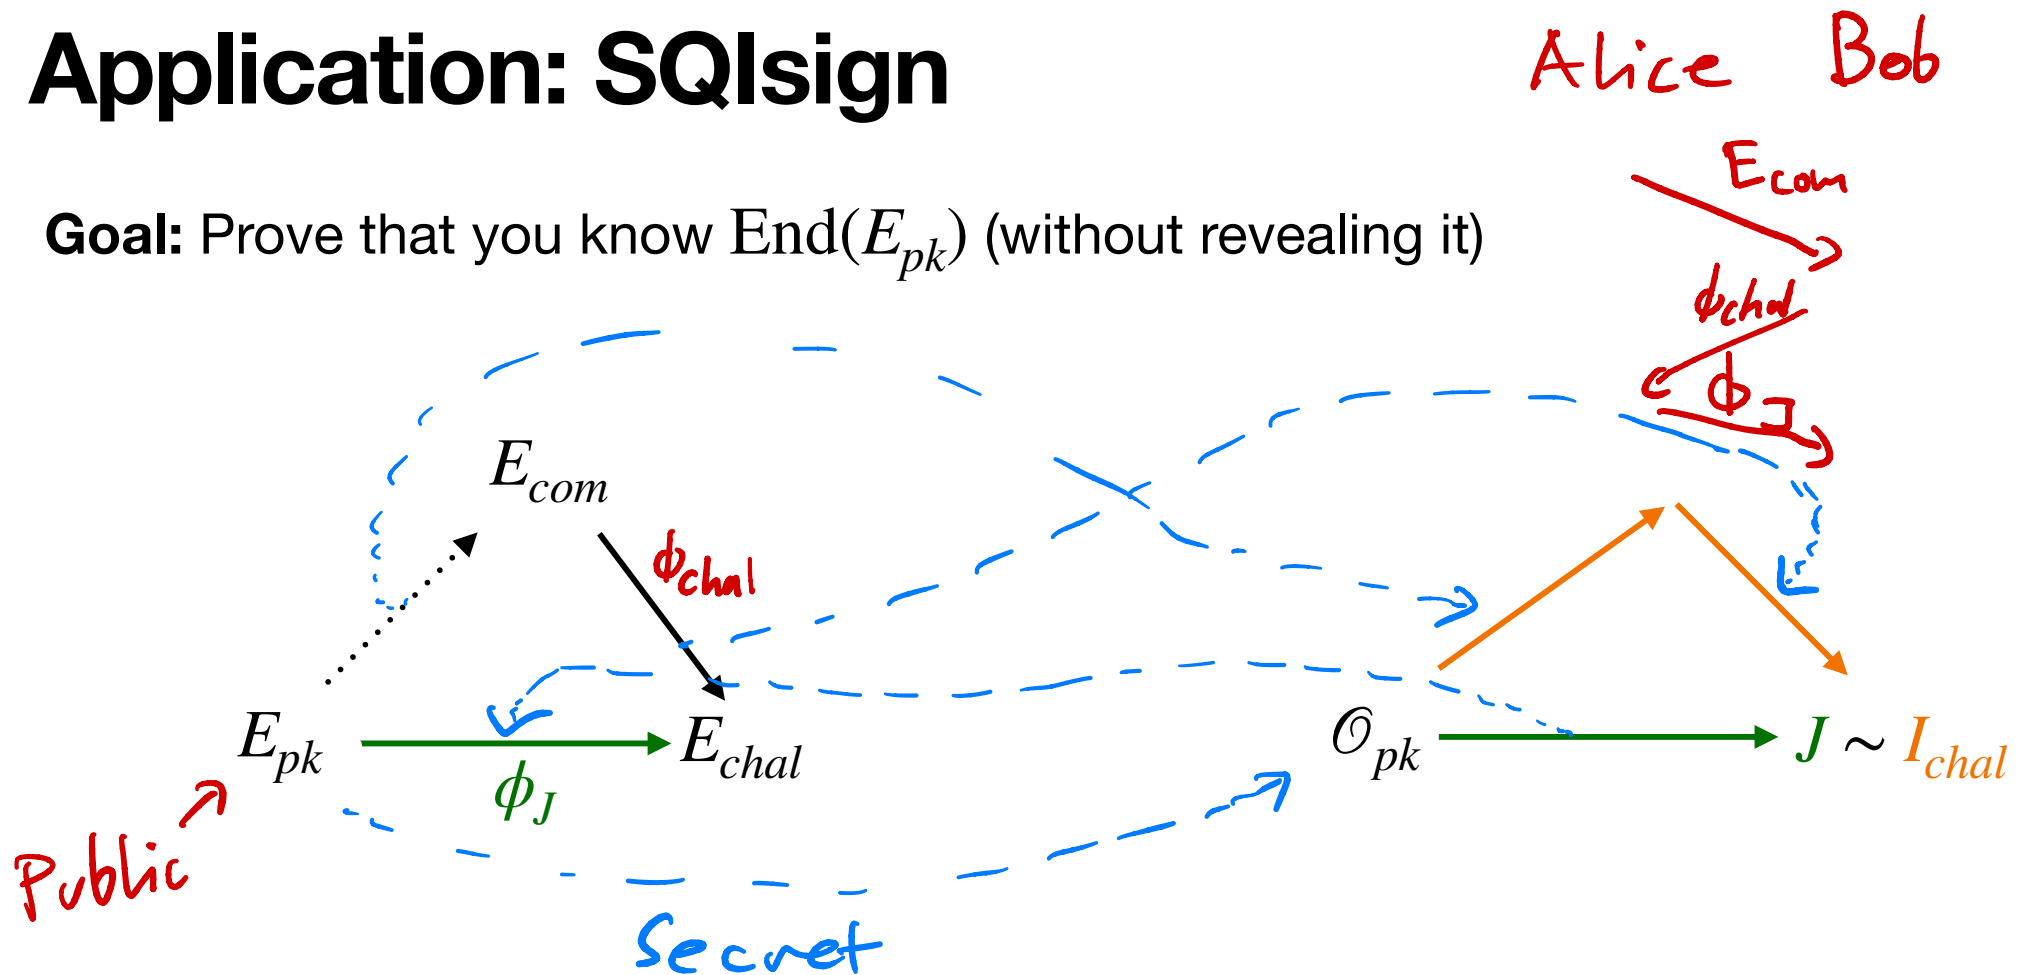 Application: SQIsign
Alice Bob
E_com
Goal: Prove that you know End(E_pk) (without revealing it)
ϕ_chal
ϕ_J
E_com
ϕ_chal
E_pk
E_chal
𝒪_pk
J ∼ I_chal
ϕ_J
Public
Secret